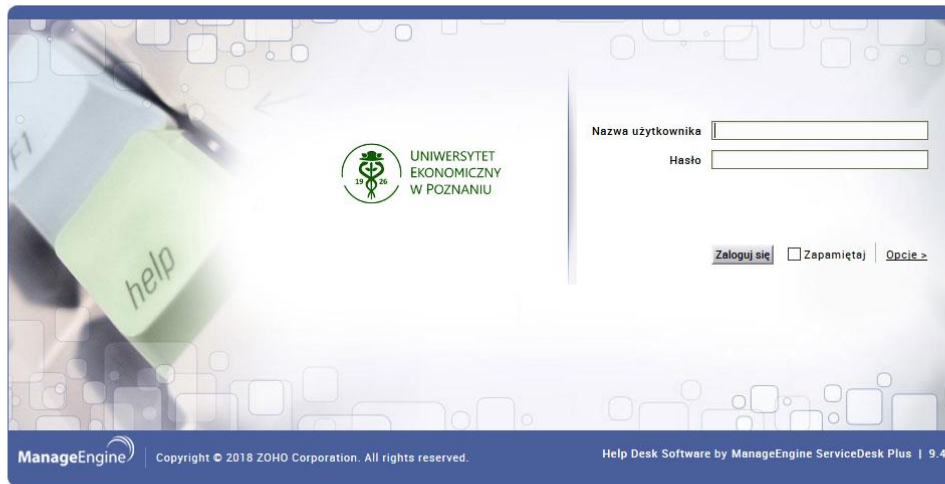 F1
help
UNIWERSYTET
EKONOMICZNY
W POZNANIU
19 26
Nazwa użytkownika
Hasło
Zaloguj się
Zapamiętaj
Opcje >
ManageEngine
Copyright © 2018 ZOHO Corporation. All rights reserved.
Help Desk Software by ManageEngine ServiceDesk Plus | 9.4